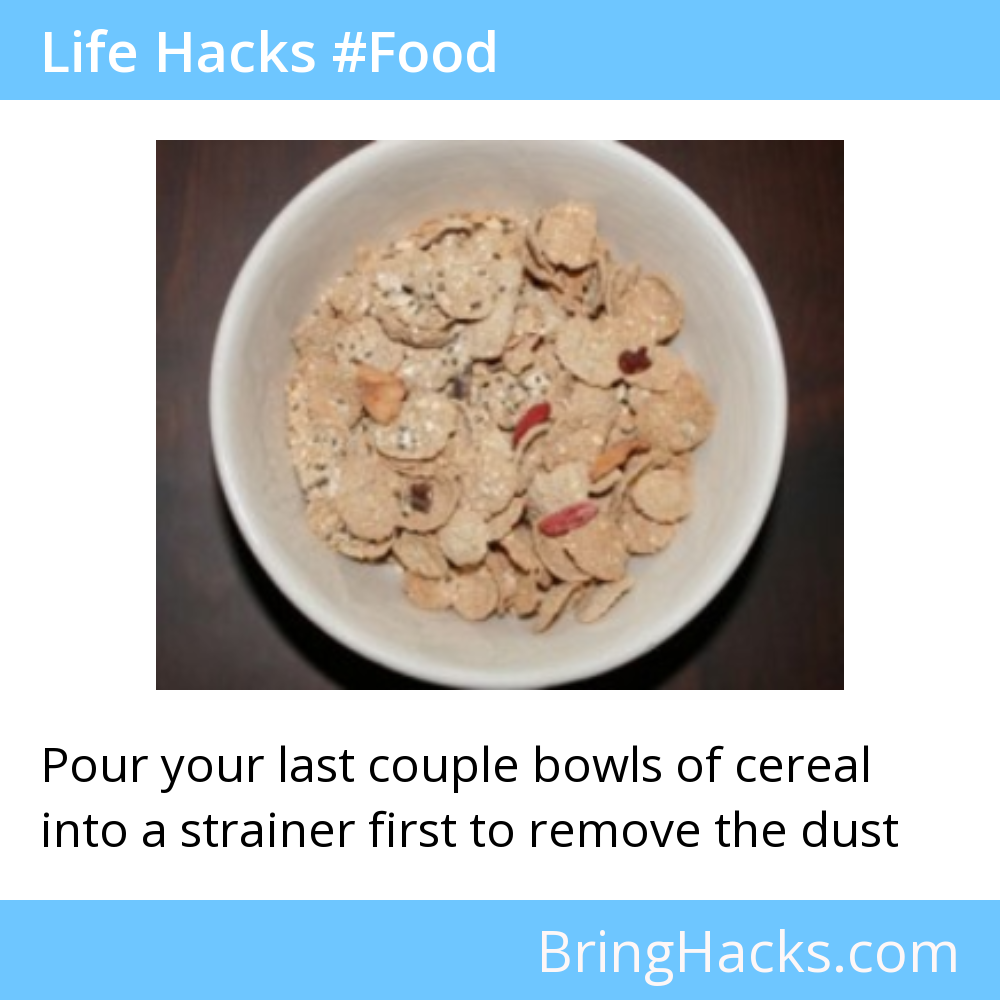 Life Hacks #Food
Pour your last couple bowls of cereal
into a strainer first to remove the dust
BringHacks.com